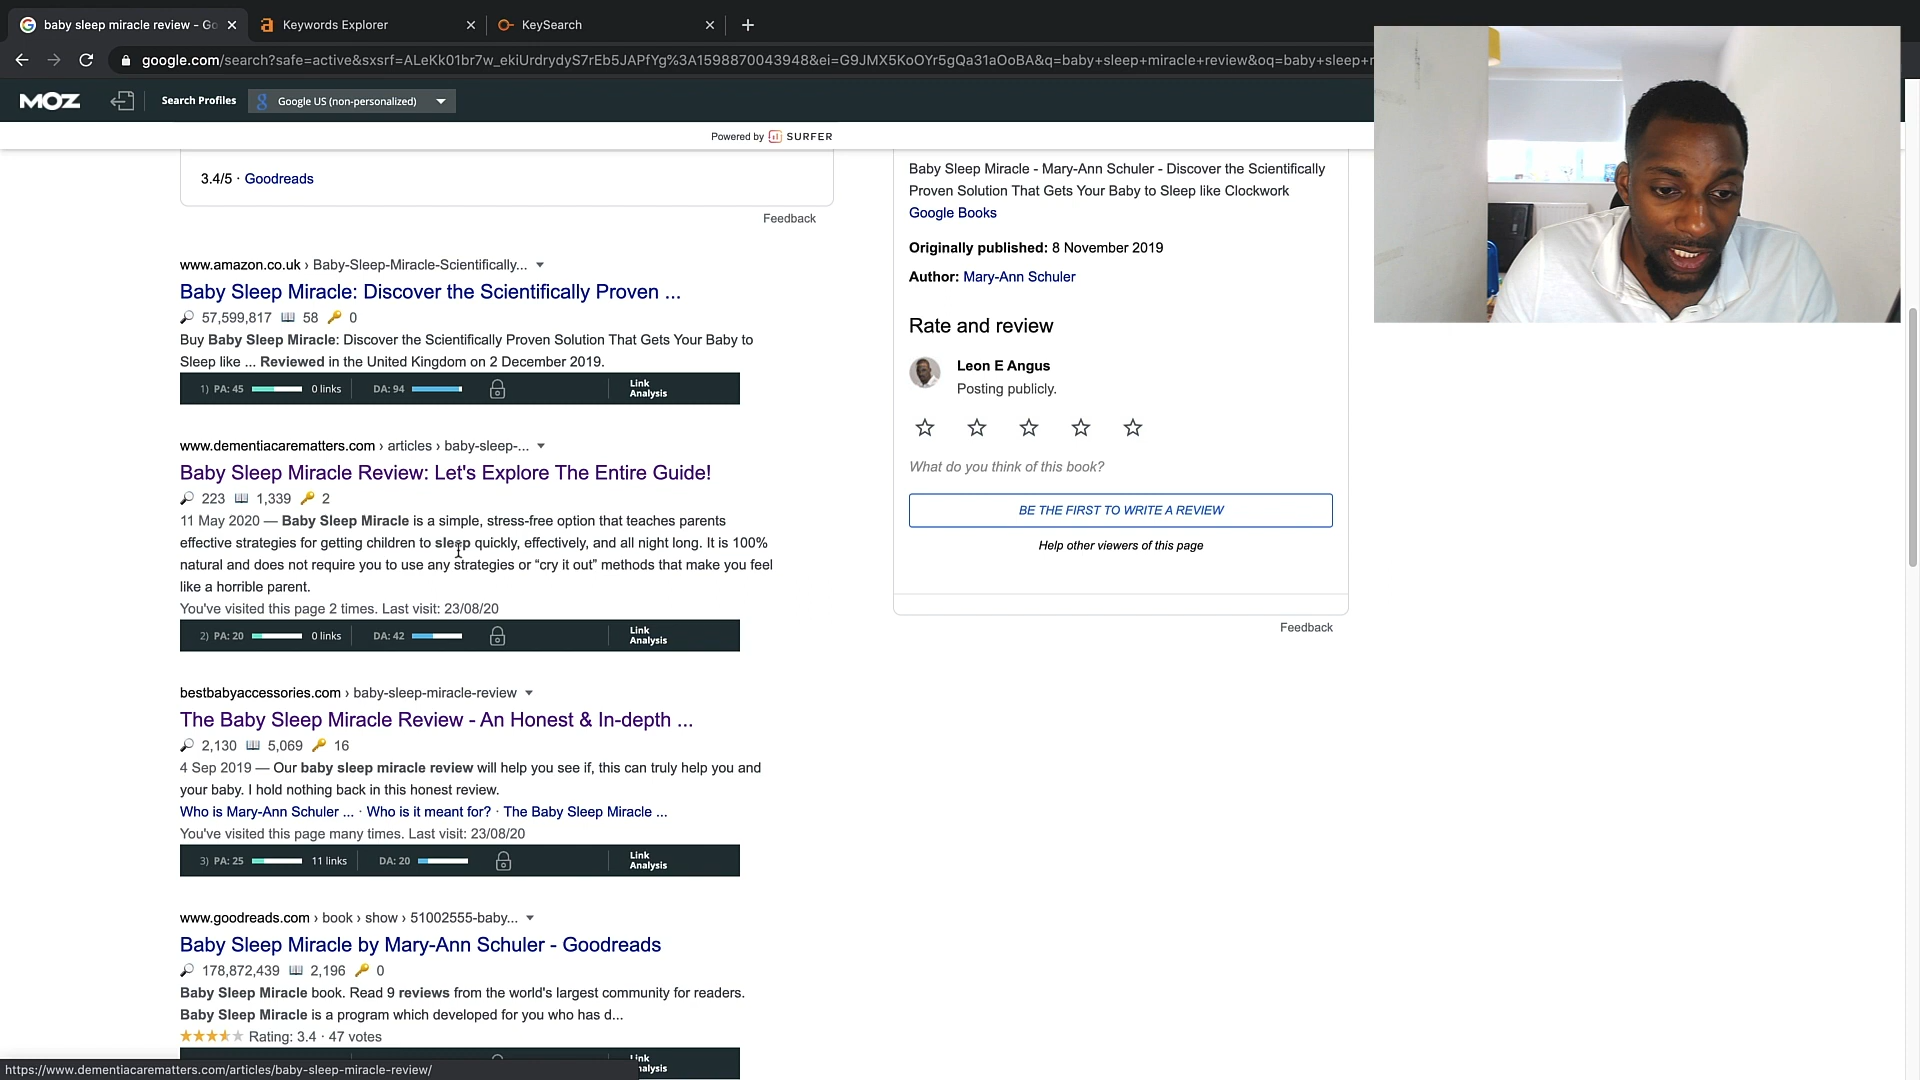 baby sleep miracle review - Go
Keywords Explorer
KeySearch
google.com/search?safe=active&sxsrf=ALeKk01br7w_ekiUrdrydyS7rEb5JAPfYg%3A1598870043948&ei=G9JMX5KoOYr5gQa31aOoBA&q=baby+sleep+miracle+review&oq=baby+sleep+r
MOZ
Search Profiles
Google US (non-personalized)
Powered by SURFER
3.4/5 · Goodreads
Feedback
www.amazon.co.uk › Baby-Sleep-Miracle-Scientifically...
Baby Sleep Miracle: Discover the Scientifically Proven ...
57,599,817 58 0
Buy Baby Sleep Miracle: Discover the Scientifically Proven Solution That Gets Your Baby to
Sleep like ... Reviewed in the United Kingdom on 2 December 2019.
1) PA: 45 0 links DA: 94 Link
Analysis
www.dementiacarematters.com › articles › baby-sleep-...
Baby Sleep Miracle Review: Let's Explore The Entire Guide!
223 1,339 2
11 May 2020 — Baby Sleep Miracle is a simple, stress-free option that teaches parents
effective strategies for getting children to sleep quickly, effectively, and all night long. It is 100%
natural and does not require you to use any strategies or “cry it out” methods that make you feel
like a horrible parent.
You've visited this page 2 times. Last visit: 23/08/20
2) PA: 20 0 links DA: 42 Link
Analysis
bestbabyaccessories.com › baby-sleep-miracle-review
The Baby Sleep Miracle Review - An Honest & In-depth ...
2,130 5,069 16
4 Sep 2019 — Our baby sleep miracle review will help you see if, this can truly help you and
your baby. I hold nothing back in this honest review.
Who is Mary-Ann Schuler ... · Who is it meant for? · The Baby Sleep Miracle ...
You've visited this page many times. Last visit: 23/08/20
3) PA: 25 11 links DA: 20 Link
Analysis
www.goodreads.com › book › show › 51002555-baby...
Baby Sleep Miracle by Mary-Ann Schuler - Goodreads
178,872,439 2,196 0
Baby Sleep Miracle book. Read 9 reviews from the world's largest community for readers.
Baby Sleep Miracle is a program which developed for you who has d...
Rating: 3.4 · 47 votes
https://www.dementiacarematters.com/articles/baby-sleep-miracle-review/
Baby Sleep Miracle - Mary-Ann Schuler - Discover the Scientifically
Proven Solution That Gets Your Baby to Sleep like Clockwork
Google Books
Originally published: 8 November 2019
Author: Mary-Ann Schuler
Rate and review
Leon E Angus
Posting publicly.
What do you think of this book?
BE THE FIRST TO WRITE A REVIEW
Help other viewers of this page
Feedback